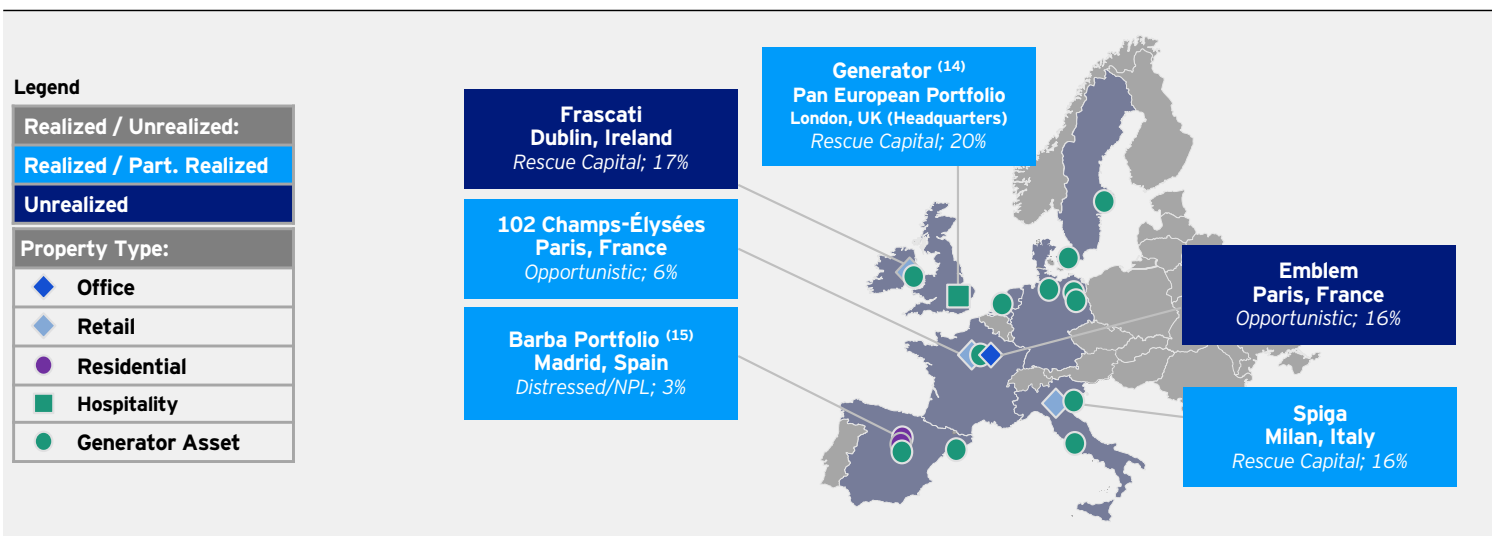 Legend
Realized / Unrealized:
Realized / Part. Realized
Unrealized
Property Type:
Office
Retail
Residential
Hospitality
Generator Asset
Frascati
Dublin, Ireland
Rescue Capital; 17%
102 Champs-Élysées
Paris, France
Opportunistic; 6%
Barba Portfolio (15)
Madrid, Spain
Distressed/NPL; 3%
Generator (14)
Pan European Portfolio
London, UK (Headquarters)
Rescue Capital; 20%
Emblem
Paris, France
Opportunistic; 16%
Spiga
Milan, Italy
Rescue Capital; 16%